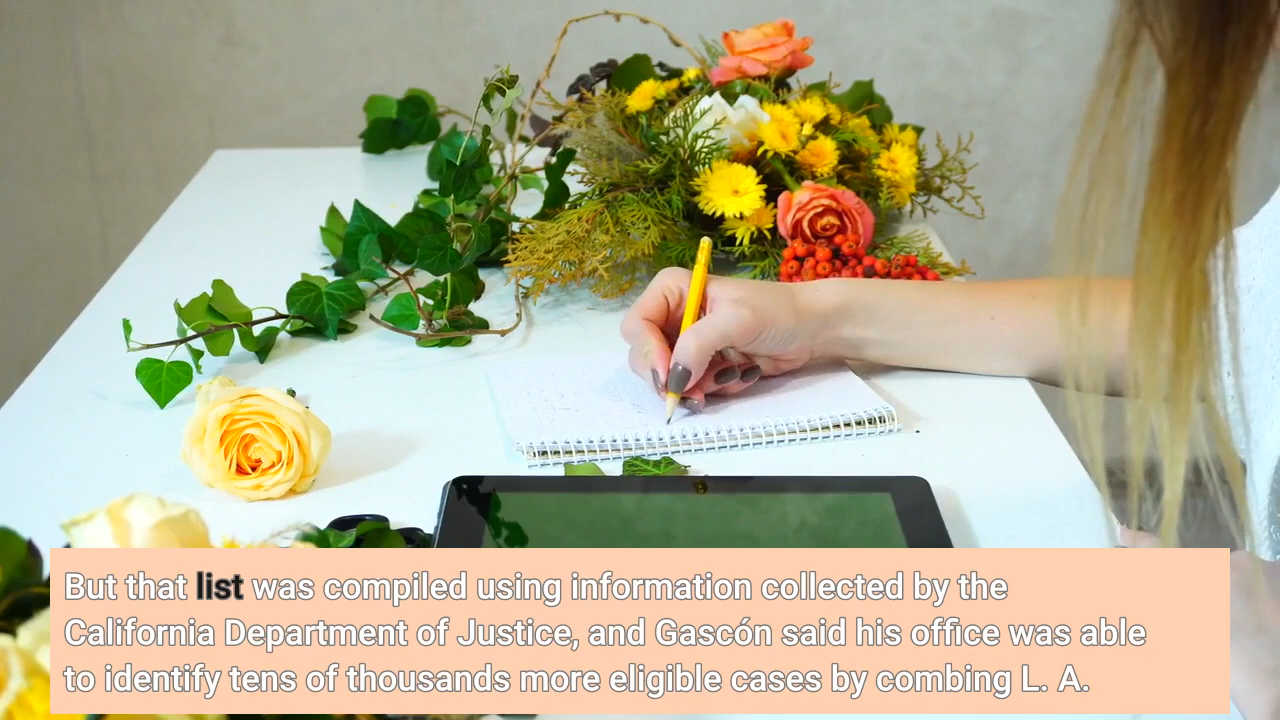 But that list was compiled using information collected by the
California Department of Justice, and Gascón said his office was able
to identify tens of thousands more eligible cases by combing L. A.